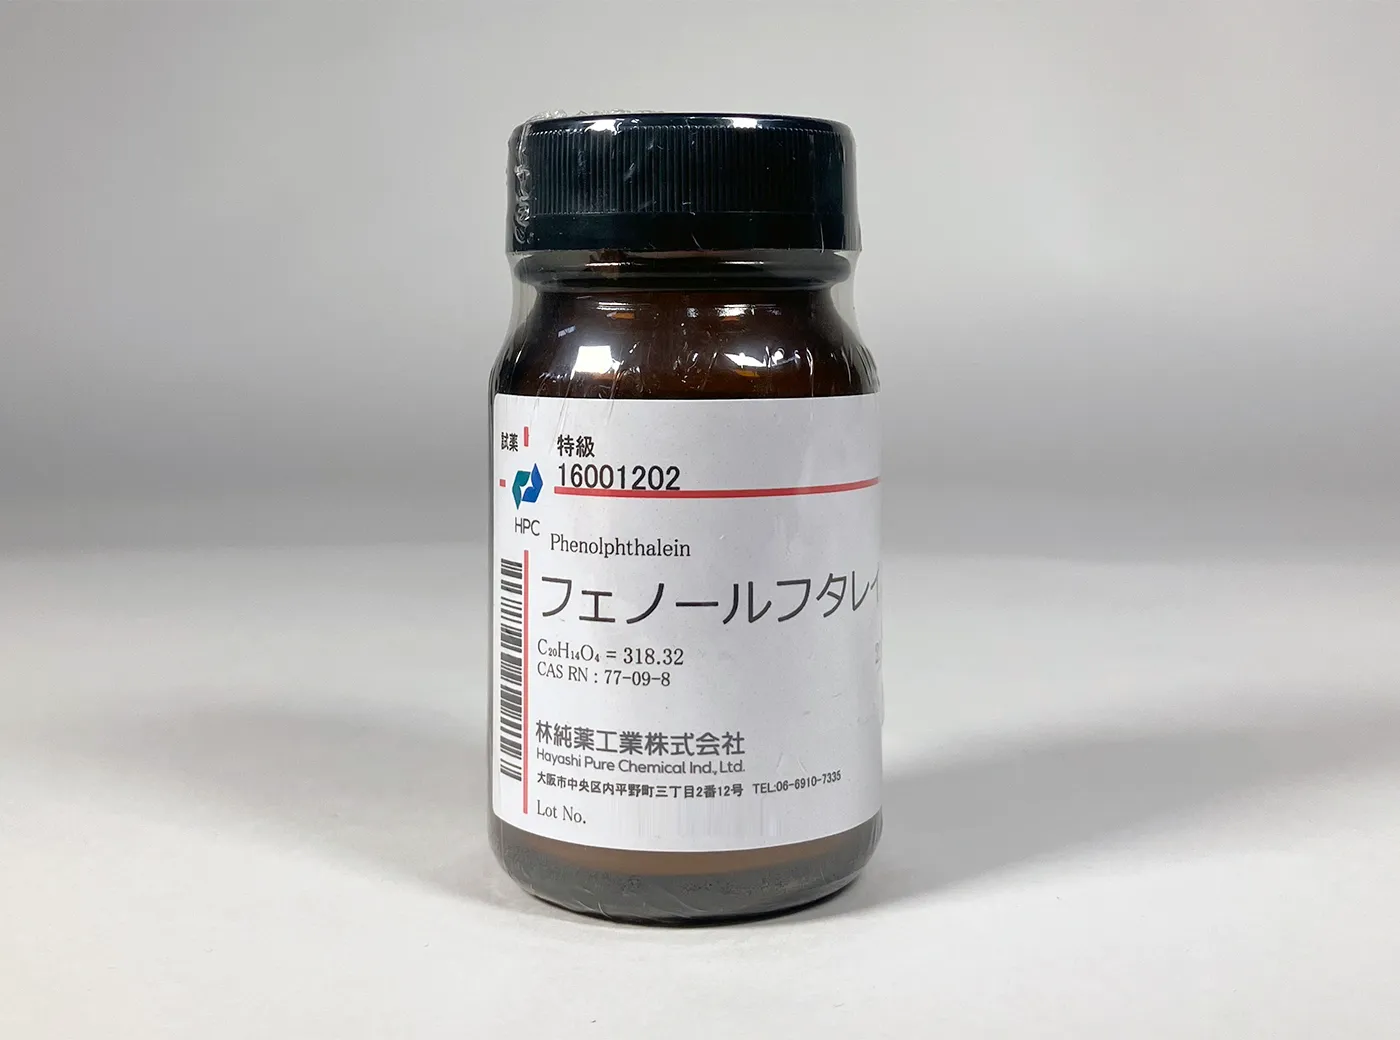 試薬
特級
16001202
HPC
Phenolphthalein
フェノールフタレイ
C₂₀H₁₄O₄ = 318.32
CAS RN : 77-09-8
林純薬工業株式会社
Hayashi Pure Chemical Ind., Ltd.
大阪市中央区内平野町三丁目2番12号 TEL:06-6910-7335
Lot No.